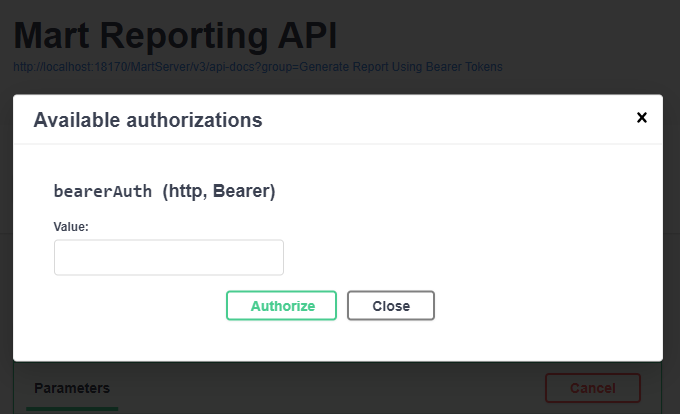 Mart Reporting API
http://localhost:18170/MartServer/v3/api-docs?group=Generate Report Using Bearer Tokens
Available authorizations ×
bearerAuth (http, Bearer)
Value:
Authorize Close
Parameters Cancel